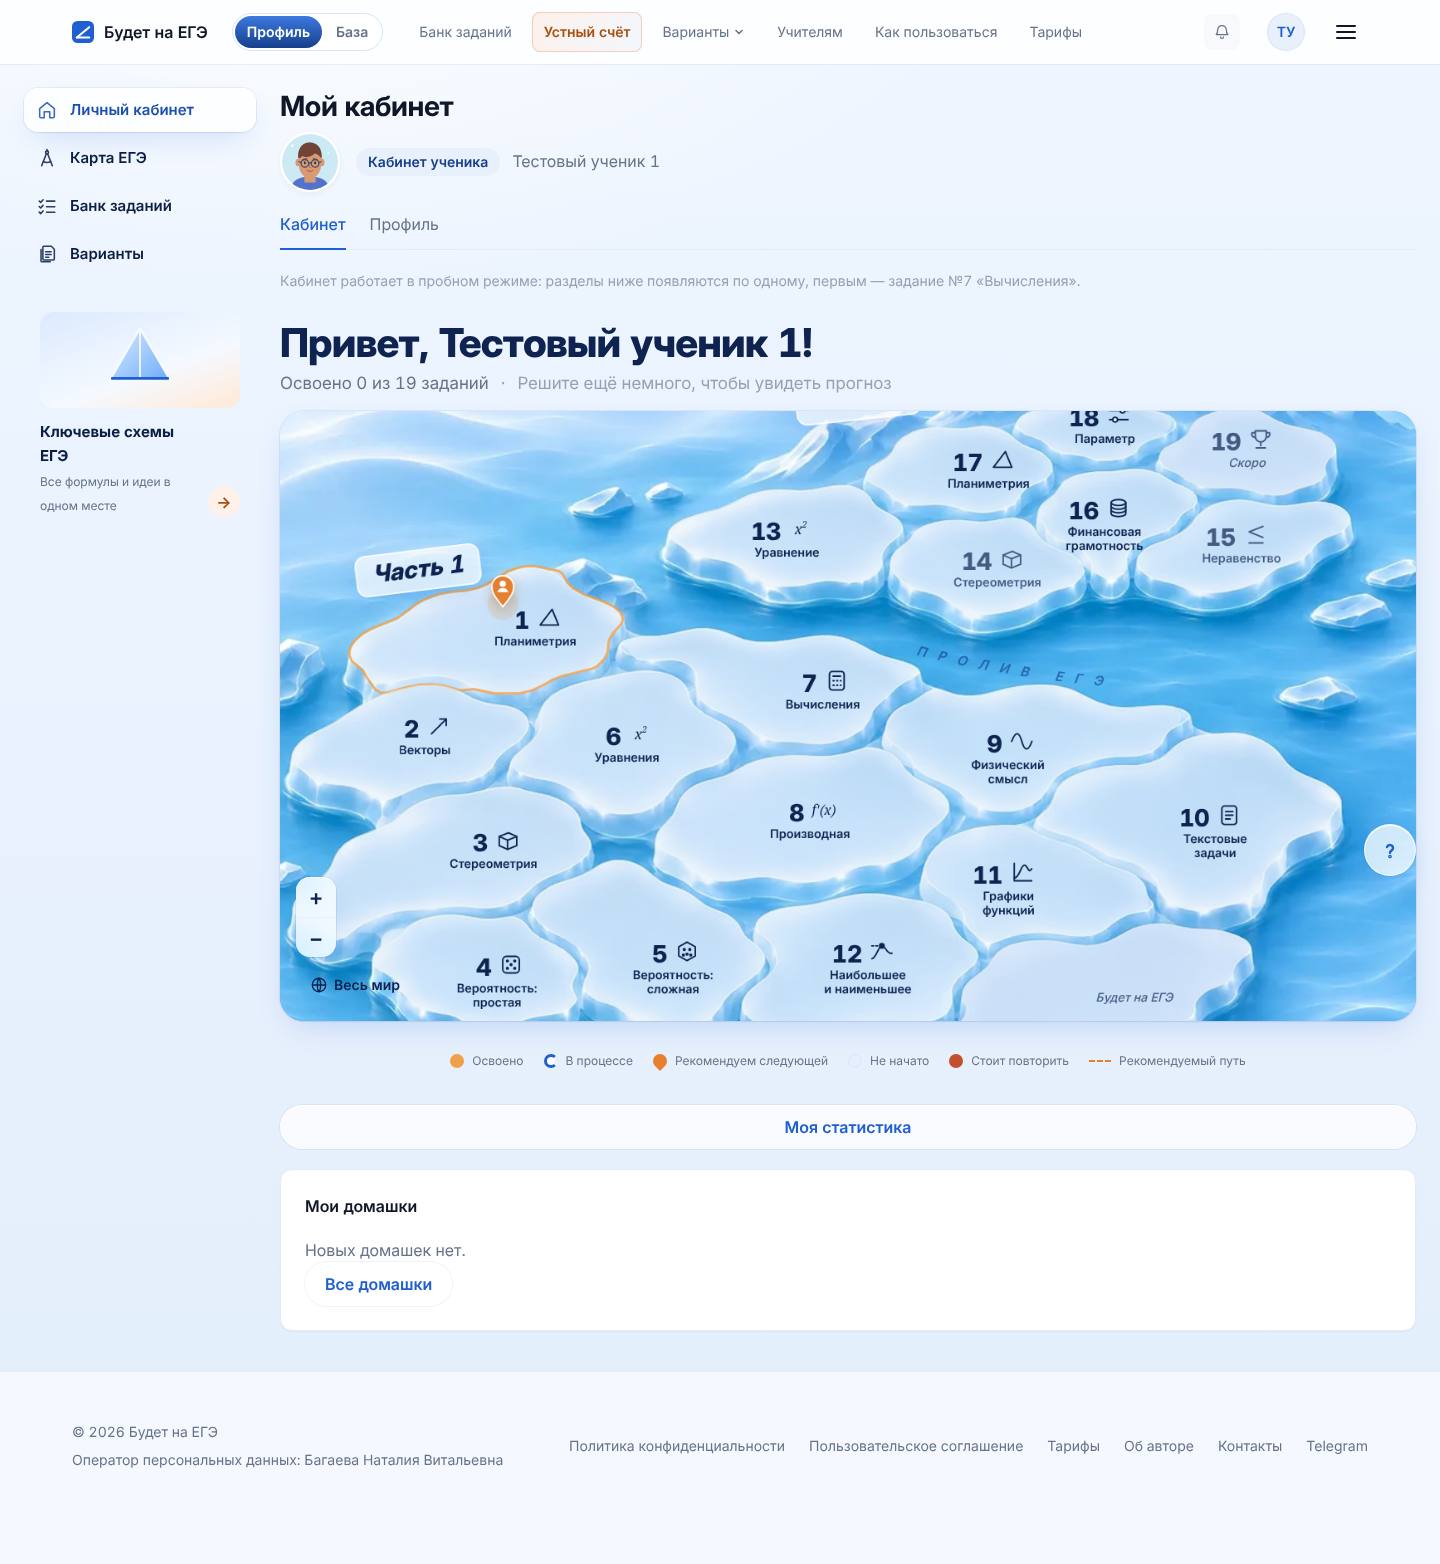 Будет на ЕГЭ
Профиль
База
Банк заданий
Устный счёт
Варианты
Учителям
Как пользоваться
Тарифы
ТУ
Личный кабинет
Карта ЕГЭ
Банк заданий
Варианты
Ключевые схемы
ЕГЭ
Все формулы и идеи в
одном месте
Мой кабинет
Кабинет ученика
Тестовый ученик 1
Кабинет
Профиль
Кабинет работает в пробном режиме: разделы ниже появляются по одному, первым — задание №7 «Вычисления».
Привет, Тестовый ученик 1!
Освоено 0 из 19 заданий · Решите ещё немного, чтобы увидеть прогноз
18
Параметр
19
Скоро
17
Планиметрия
16
Финансовая
грамотность
13 x²
Уравнение
15
Неравенство
14
Стереометрия
Часть 1
1
Планиметрия
ПРОЛИВ ЕГЭ
7
Вычисления
2
Векторы
6 x²
Уравнения
9
Физический
смысл
8 f'(x)
Производная
10
Текстовые
задачи
3
Стереометрия
11
Графики
функций
?
+
−
4
Вероятность:
простая
5
Вероятность:
сложная
12
Наибольшее
и наименьшее
Весь мир
Будет на ЕГЭ
Освоено
В процессе
Рекомендуем следующей
Не начато
Стоит повторить
Рекомендуемый путь
Моя статистика
Мои домашки
Новых домашек нет.
Все домашки
© 2026 Будет на ЕГЭ
Оператор персональных данных: Багаева Наталия Витальевна
Политика конфиденциальности
Пользовательское соглашение
Тарифы
Об авторе
Контакты
Telegram